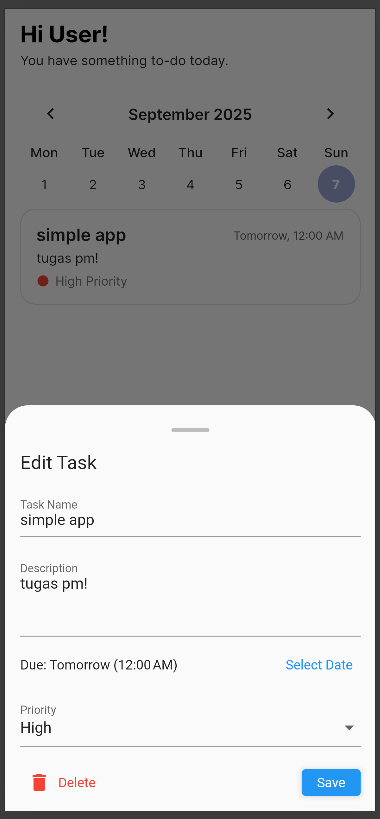 Hi User!
You have something to-do today.
September 2025
Mon Tue Wed Thu Fri Sat Sun
1 2 3 4 5 6 7
simple app Tomorrow, 12:00 AM
tugas pm!
High Priority
Edit Task
Task Name
simple app
Description
tugas pm!
Due: Tomorrow (12:00 AM) Select Date
Priority
High
Delete Save